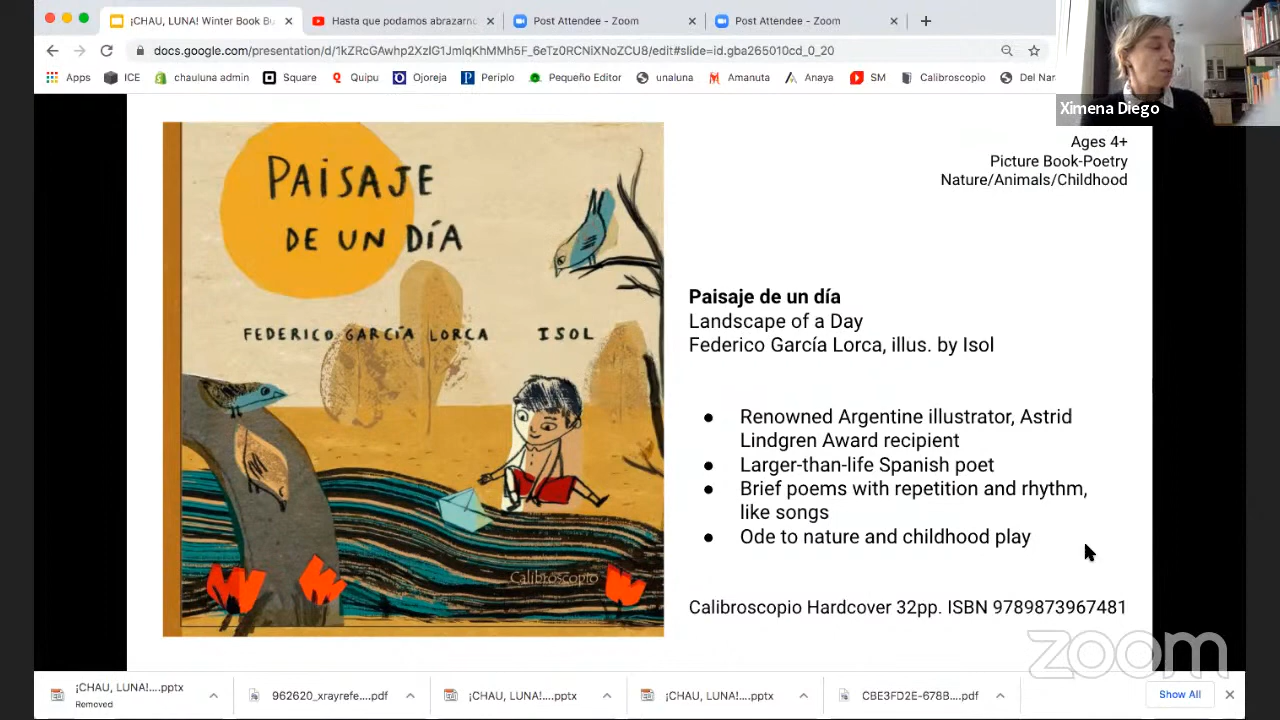 ¡CHAU, LUNA! Winter Book Bu
Hasta que podamos abrazarno
Post Attendee - Zoom
Post Attendee - Zoom
docs.google.com/presentation/d/1kZRcGAwhp2XzlG1JmlqKhMMh5F_6eTz0RCNiXNoZCU8/edit#slide=id.gba265010cd_0_20
Apps
ICE
chauluna admin
Square
Quipu
Ojoreja
Periplo
Pequeño Editor
unaluna
Amanuta
Anaya
SM
Calibroscopio
Del Nar
Ximena Diego
Ages 4+
Picture Book-Poetry
Nature/Animals/Childhood
PAISAJE
DE UN DÍA
FEDERICO GARCÍA LORCA ISOL
Calibroscopio
Paisaje de un día
Landscape of a Day
Federico García Lorca, illus. by Isol
● Renowned Argentine illustrator, Astrid
Lindgren Award recipient
● Larger-than-life Spanish poet
● Brief poems with repetition and rhythm,
like songs
● Ode to nature and childhood play
Calibroscopio Hardcover 32pp. ISBN 9789873967481
zoom
¡CHAU, LUNA!....pptx
Removed
962620_xrayrefe....pdf
¡CHAU, LUNA!....pptx
¡CHAU, LUNA!....pptx
CBE3FD2E-678B....pdf
Show All